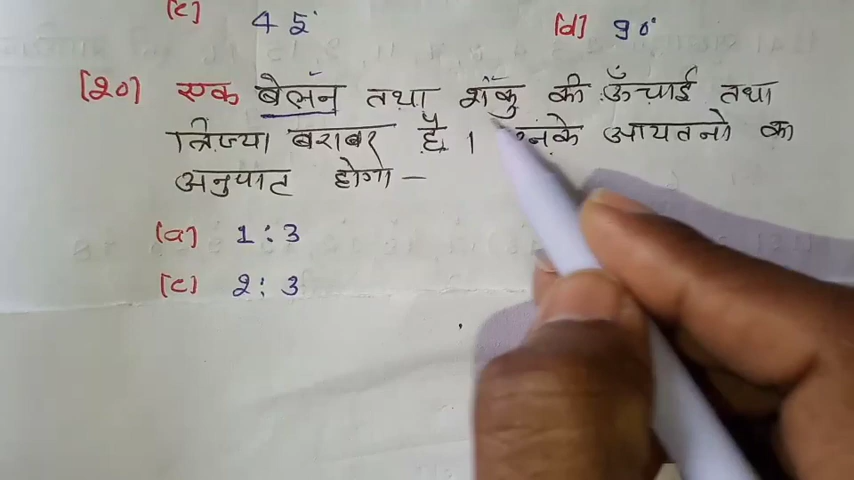 [c] 45° [d] 90°
[20] एक बेलन तथा शंकु की ऊँचाई तथा
त्रिज्या बराबर है । उनके आयतनो का
अनुपात होगा —
[a] 1 : 3
[c] 2 : 3